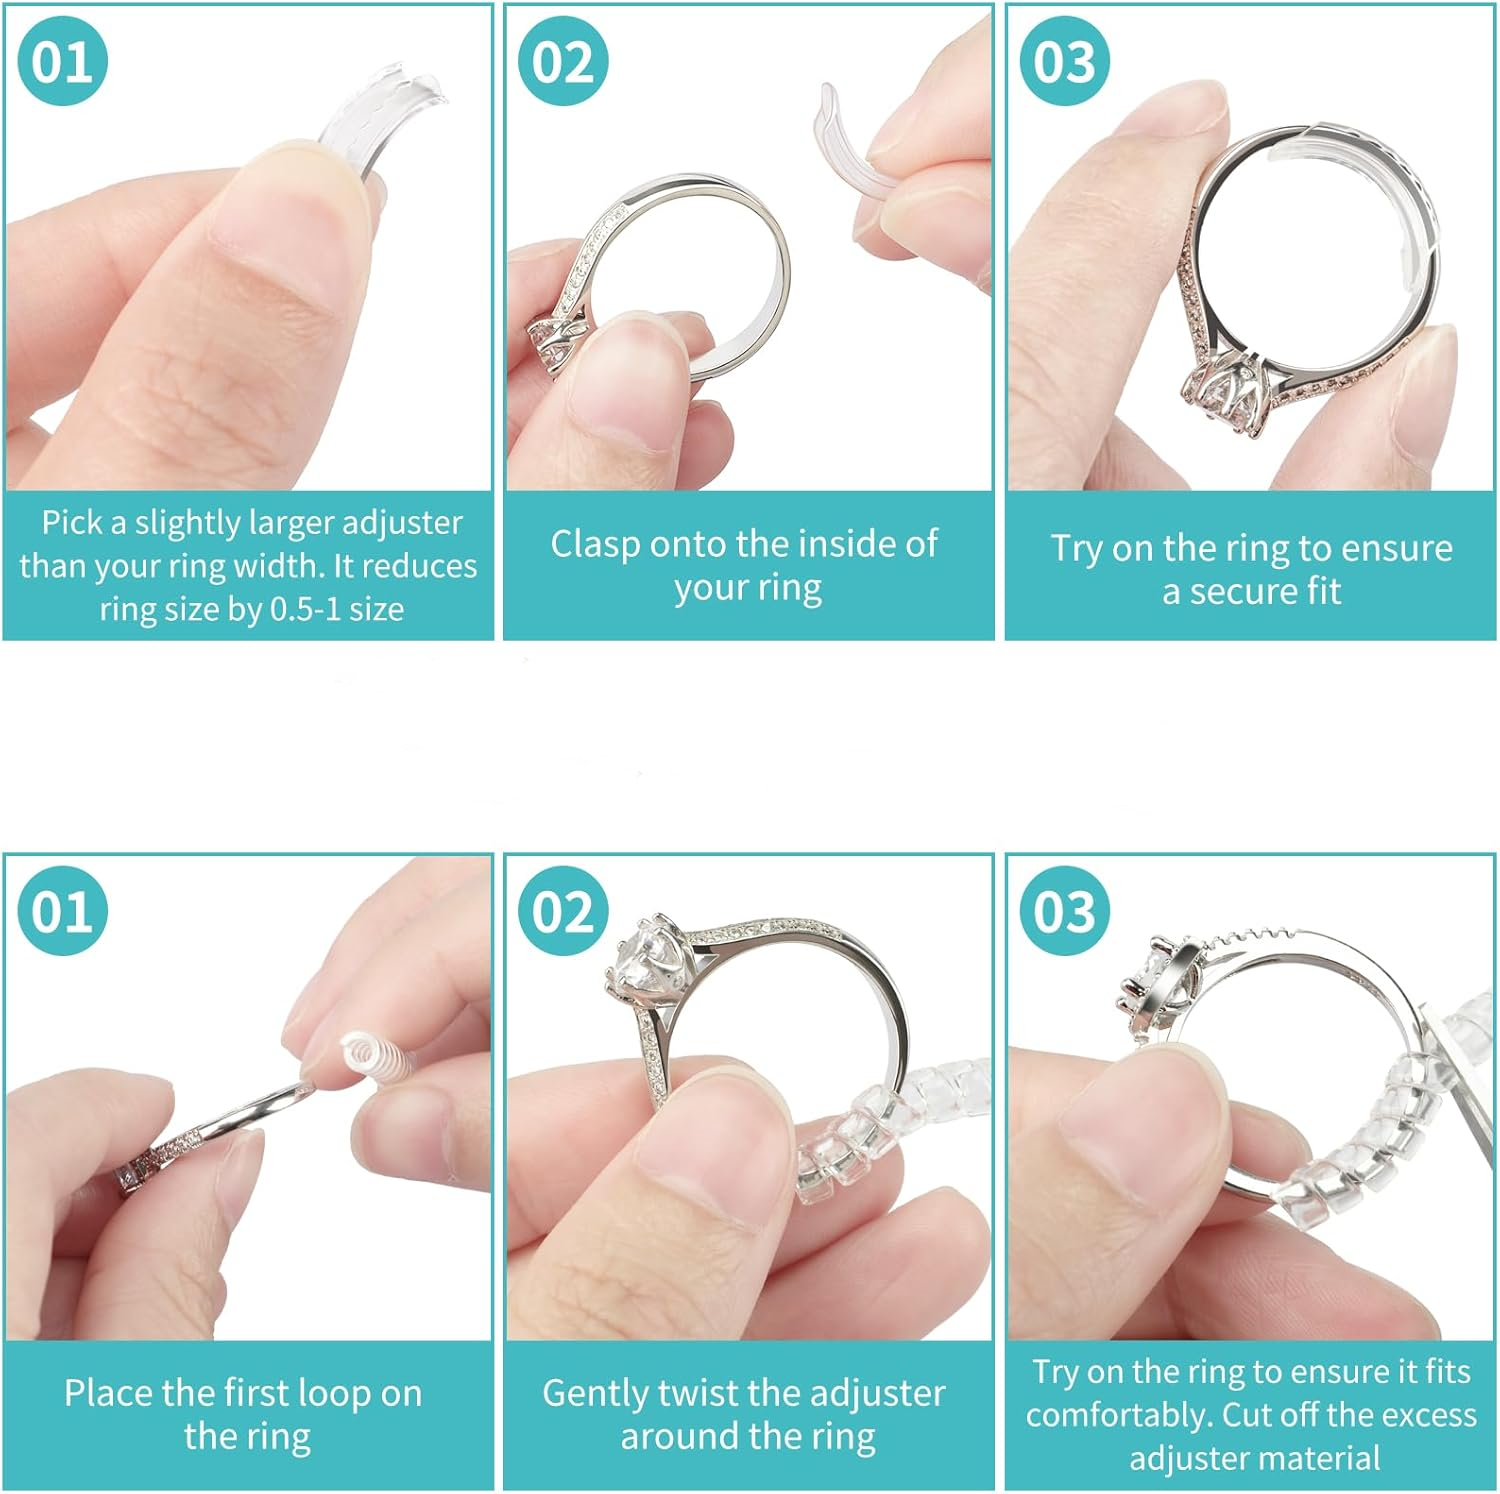 01
Pick a slightly larger adjuster
than your ring width. It reduces
ring size by 0.5-1 size
02
Clasp onto the inside of
your ring
03
Try on the ring to ensure
a secure fit
01
Place the first loop on
the ring
02
Gently twist the adjuster
around the ring
03
Try on the ring to ensure it fits
comfortably. Cut off the excess
adjuster material